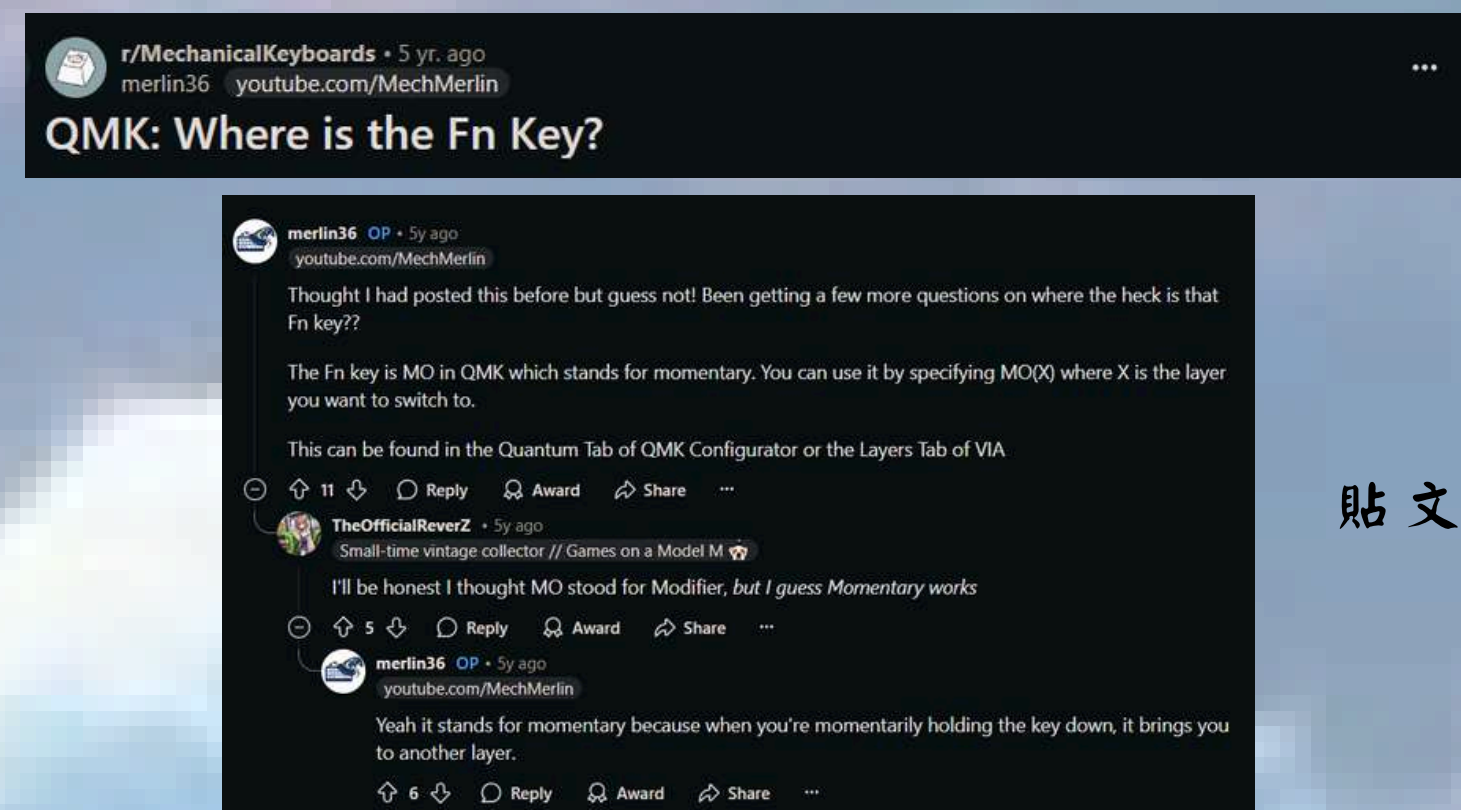 r/MechanicalKeyboards • 5 yr. ago
merlin36 youtube.com/MechMerlin
QMK: Where is the Fn Key?
merlin36 OP • 5y ago
youtube.com/MechMerlin
Thought I had posted this before but guess not! Been getting a few more questions on where the heck is that
Fn key??
The Fn key is MO in QMK which stands for momentary. You can use it by specifying MO(X) where X is the layer
you want to switch to.
This can be found in the Quantum Tab of QMK Configurator or the Layers Tab of VIA
11 Reply Award Share
TheOfficialReverZ • 5y ago
Small-time vintage collector // Games on a Model M
I'll be honest I thought MO stood for Modifier, but I guess Momentary works
5 Reply Award Share
merlin36 OP • 5y ago
youtube.com/MechMerlin
Yeah it stands for momentary because when you're momentarily holding the key down, it brings you
to another layer.
6 Reply Award Share
貼文